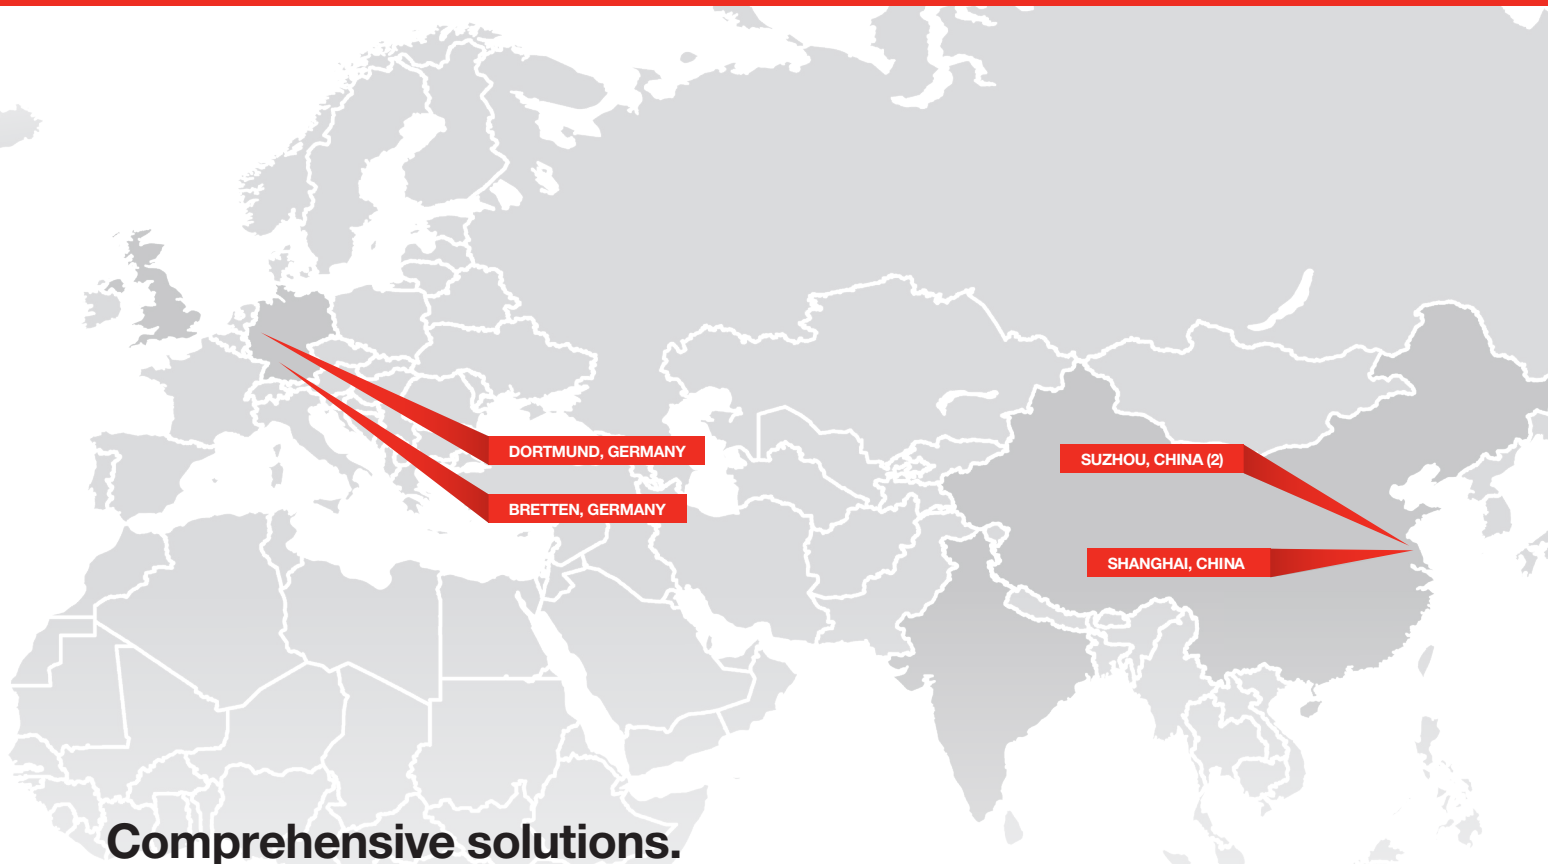 DORTMUND, GERMANY
SUZHOU, CHINA (2)
BRETTEN, GERMANY
SHANGHAI, CHINA
Comprehensive solutions.